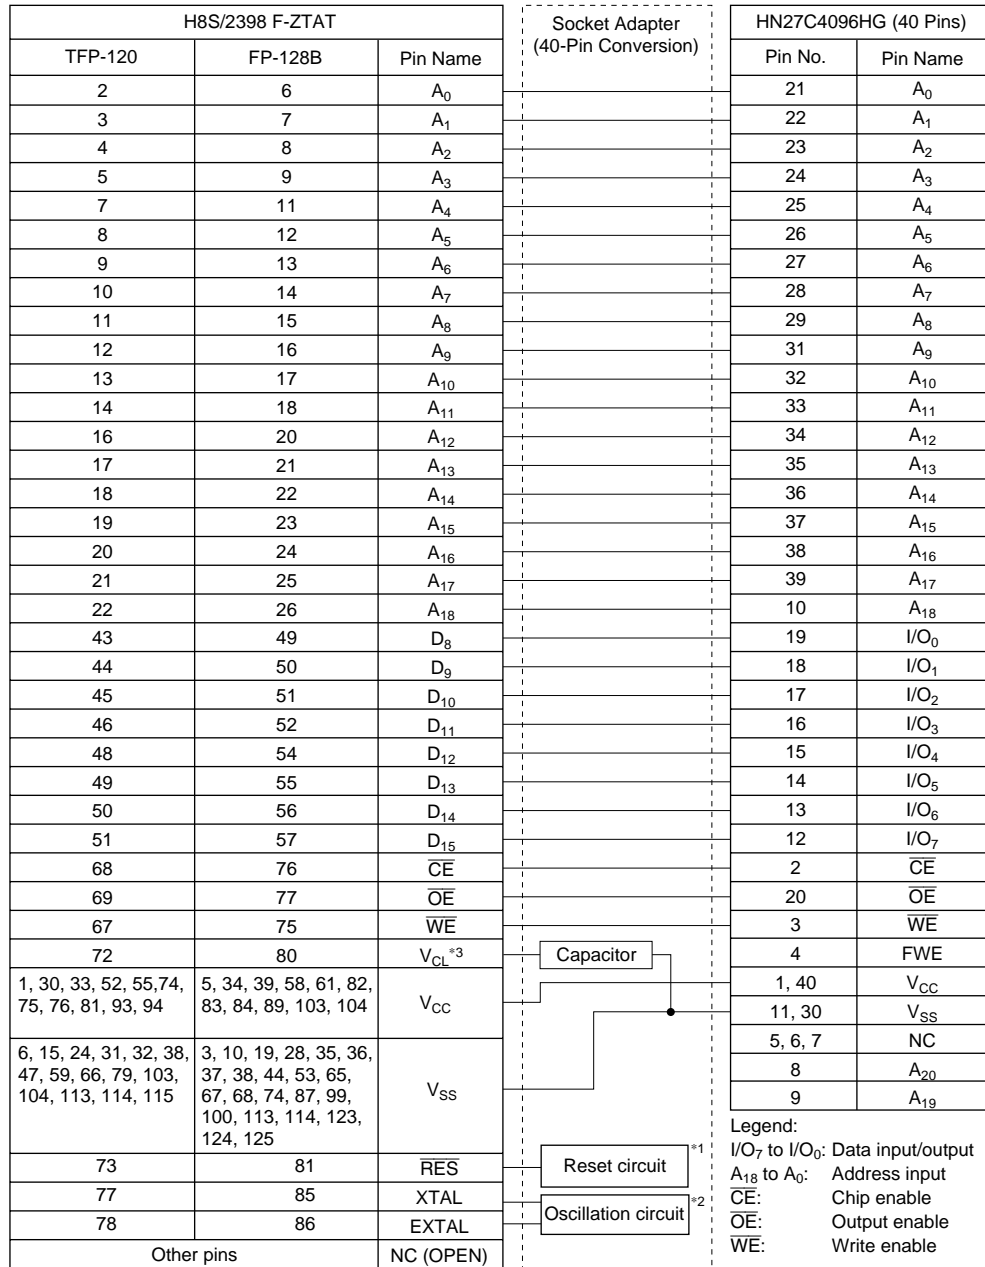 H8S/2398 F-ZTAT
TFP-120 FP-128B Pin Name
2 6 A0
3 7 A1
4 8 A2
5 9 A3
7 11 A4
8 12 A5
9 13 A6
10 14 A7
11 15 A8
12 16 A9
13 17 A10
14 18 A11
16 20 A12
17 21 A13
18 22 A14
19 23 A15
20 24 A16
21 25 A17
22 26 A18
43 49 D8
44 50 D9
45 51 D10
46 52 D11
48 54 D12
49 55 D13
50 56 D14
51 57 D15
68 76 CE
69 77 OE
67 75 WE
72 80 VCL*3
1, 30, 33, 52, 55,74,
75, 76, 81, 93, 94
5, 34, 39, 58, 61, 82,
83, 84, 89, 103, 104
VCC
6, 15, 24, 31, 32, 38,
47, 59, 66, 79, 103,
104, 113, 114, 115
3, 10, 19, 28, 35, 36,
37, 38, 44, 53, 65,
67, 68, 74, 87, 99,
100, 113, 114, 123,
124, 125
VSS
73 81 RES
77 85 XTAL
78 86 EXTAL
Other pins NC (OPEN)
Socket Adapter
(40-Pin Conversion)
Capacitor
Reset circuit *1
Oscillation circuit *2
HN27C4096HG (40 Pins)
Pin No. Pin Name
21 A0
22 A1
23 A2
24 A3
25 A4
26 A5
27 A6
28 A7
29 A8
31 A9
32 A10
33 A11
34 A12
35 A13
36 A14
37 A15
38 A16
39 A17
10 A18
19 I/O0
18 I/O1
17 I/O2
16 I/O3
15 I/O4
14 I/O5
13 I/O6
12 I/O7
2 CE
20 OE
3 WE
4 FWE
1, 40 VCC
11, 30 VSS
5, 6, 7 NC
8 A20
9 A19
Legend:
I/O7 to I/O0: Data input/output
A18 to A0: Address input
CE: Chip enable
OE: Output enable
WE: Write enable